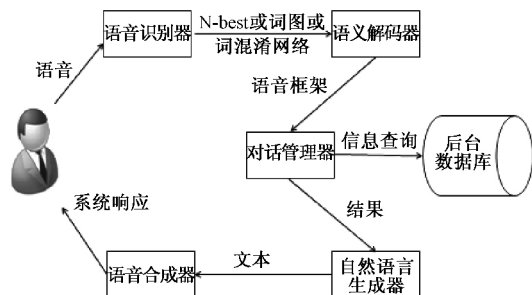 语音识别器
N-best或词图或
词混淆网络
语义解码器
语音
语音框架
对话管理器
信息查询
后台
数据库
系统响应
结果
语音合成器
文本
自然语言
生成器